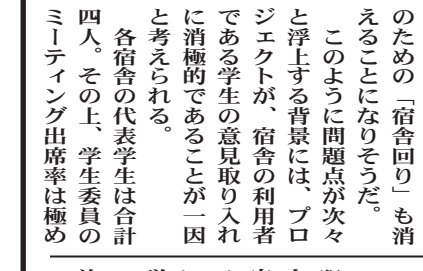 のための「宿舎回り」も消
えることになりそうだ。
このように問題点が次々
と浮上する背景には、プロ
ジェクトが、宿舎の利用者
である学生の意見取り入れ
に消極的であることが一因
と考えられる。
各宿舎の代表学生は合計
四人。その上、学生委員の
ミーティング出席率は極め